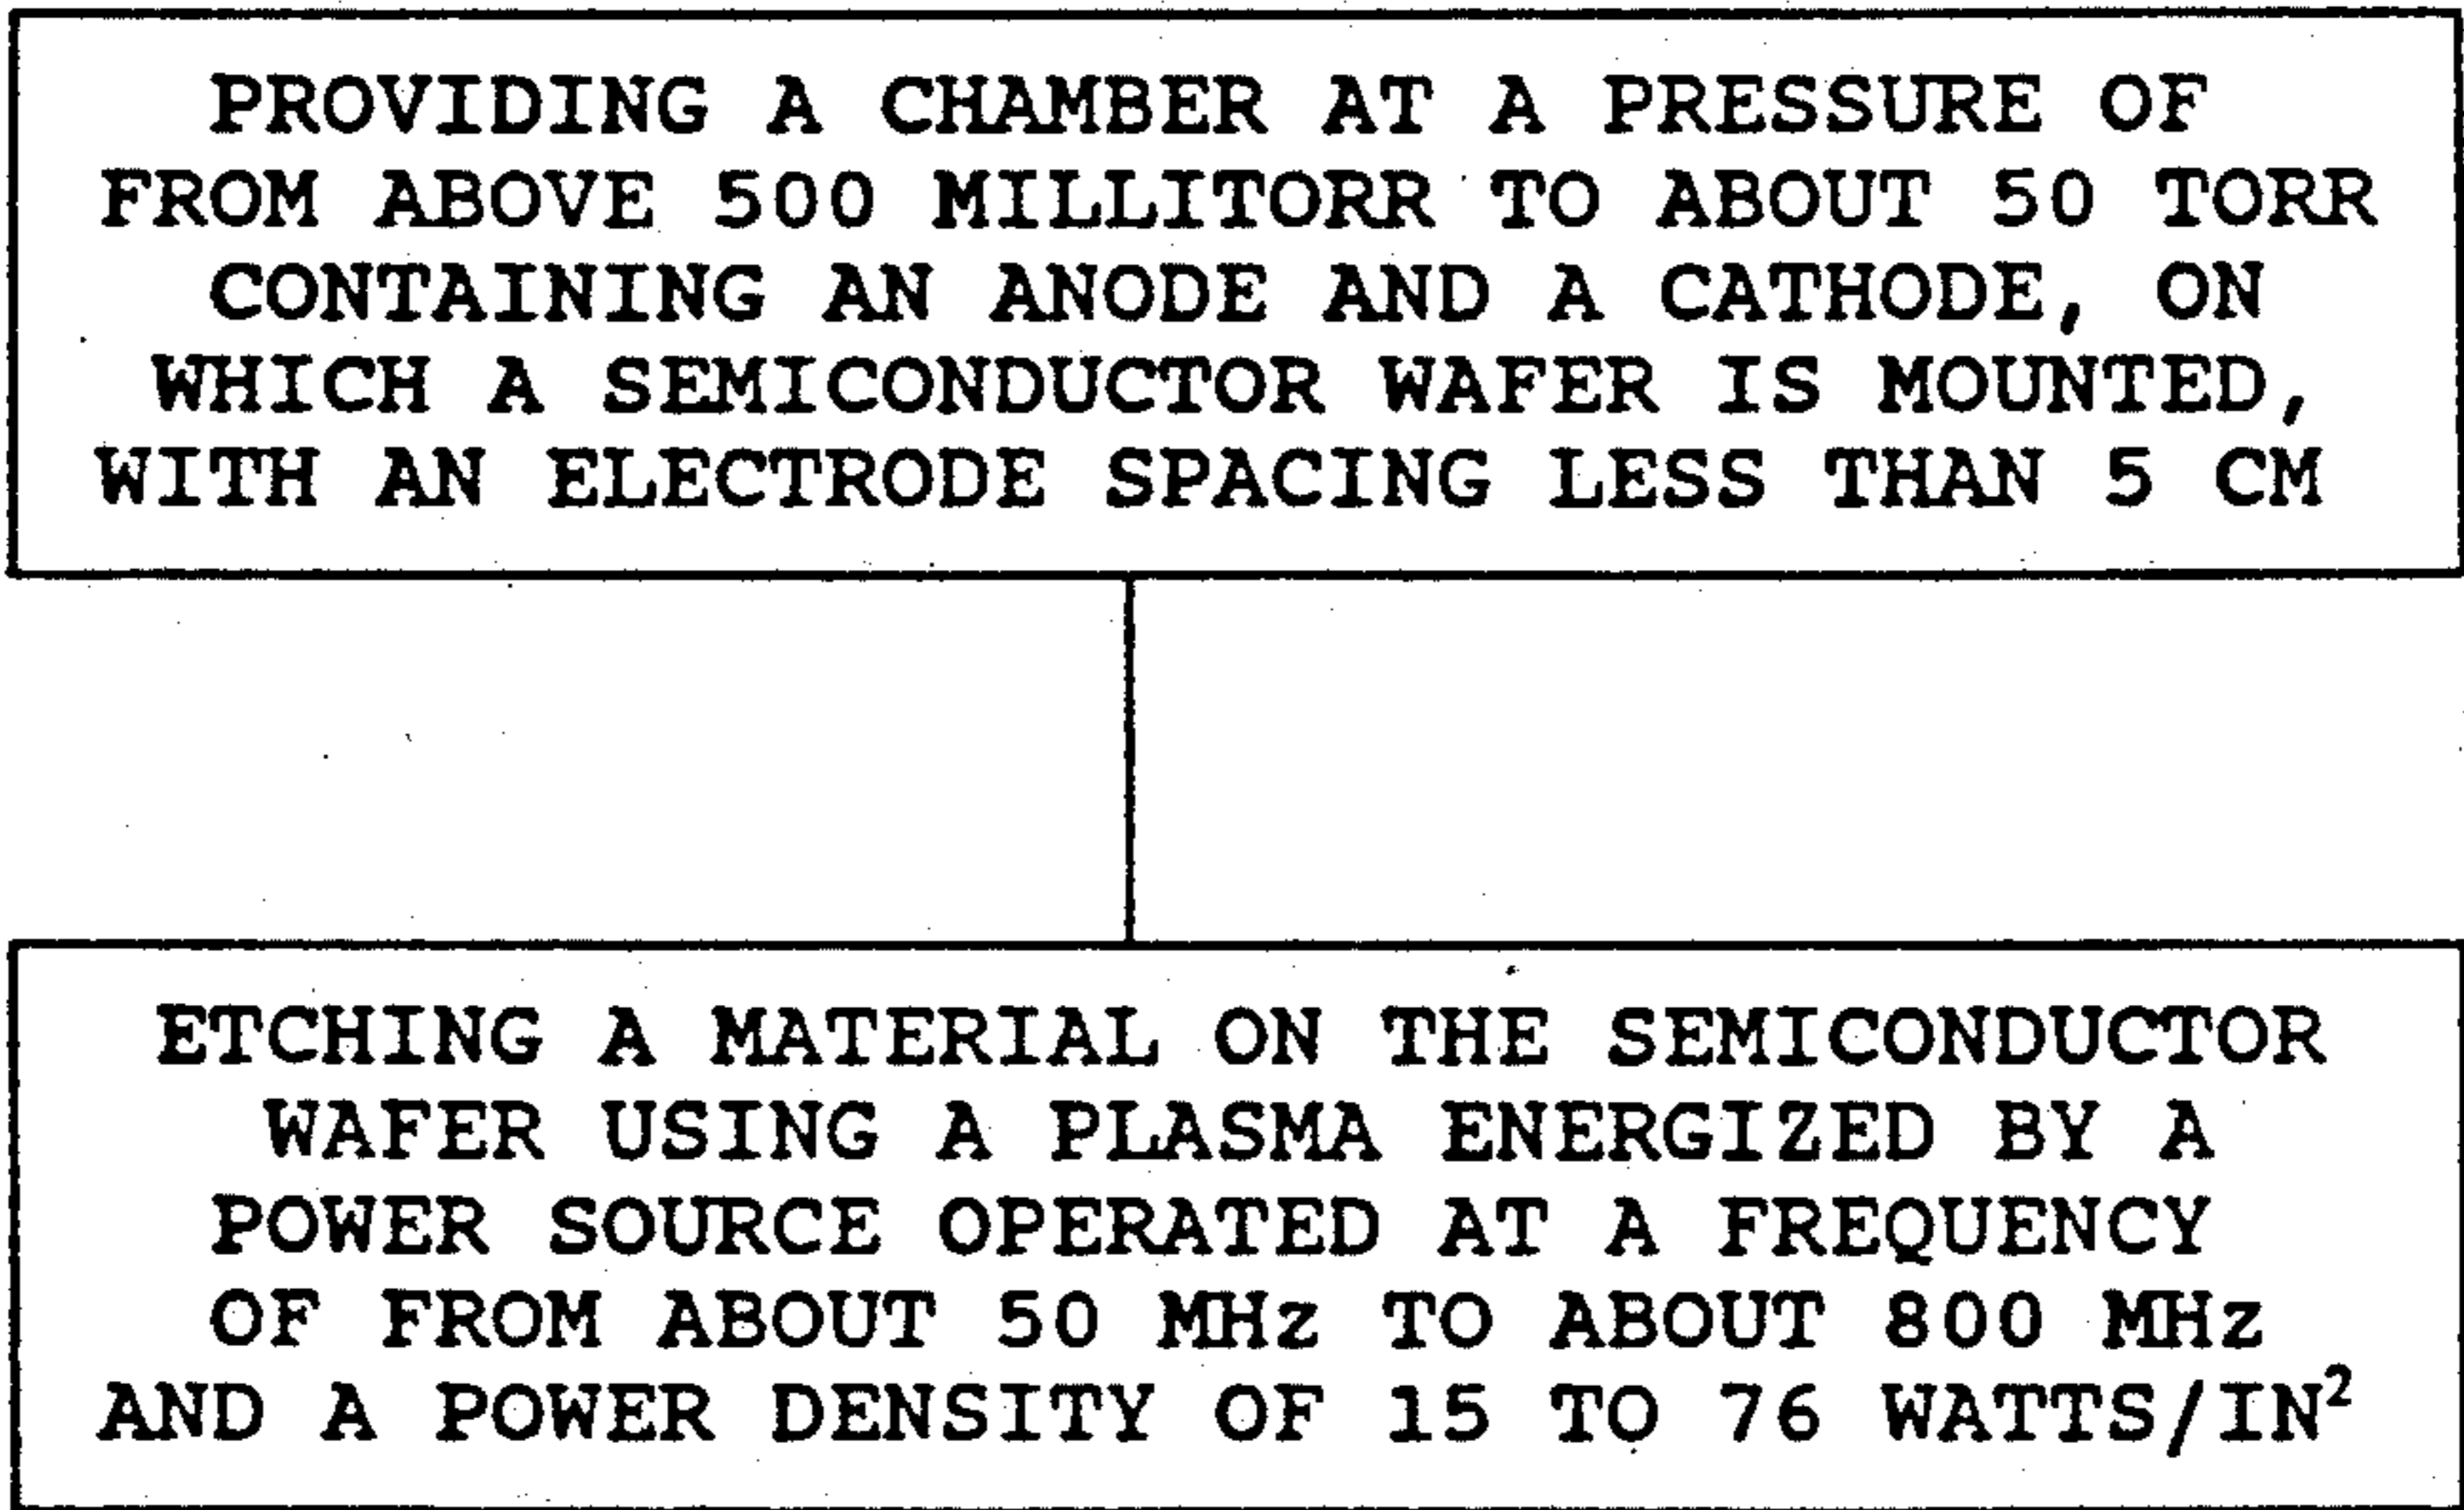 PROVIDING A CHAMBER AT A PRESSURE OF
FROM ABOVE 500 MILLITORR TO ABOUT 50 TORR
CONTAINING AN ANODE AND A CATHODE, ON
WHICH A SEMICONDUCTOR WAFER IS MOUNTED,
WITH AN ELECTRODE SPACING LESS THAN 5 CM
ETCHING A MATERIAL ON THE SEMICONDUCTOR
WAFER USING A PLASMA ENERGIZED BY A
POWER SOURCE OPERATED AT A FREQUENCY
OF FROM ABOUT 50 MHz TO ABOUT 800 MHz
AND A POWER DENSITY OF 15 TO 76 WATTS/IN²